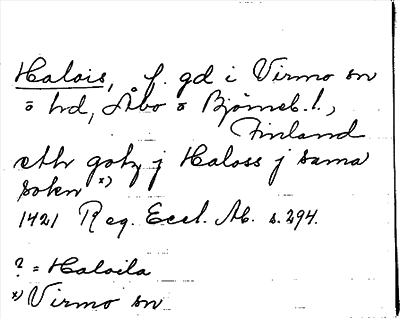 Halois, f. gd i Virmo sn
o hd, Åbo o Björneb. l.,
Finland
eth gotz j Haloss j sama
sokn x)
1421 Reg. Eccl. Ab. s. 294.
? = Haloila
x) Virmo sn